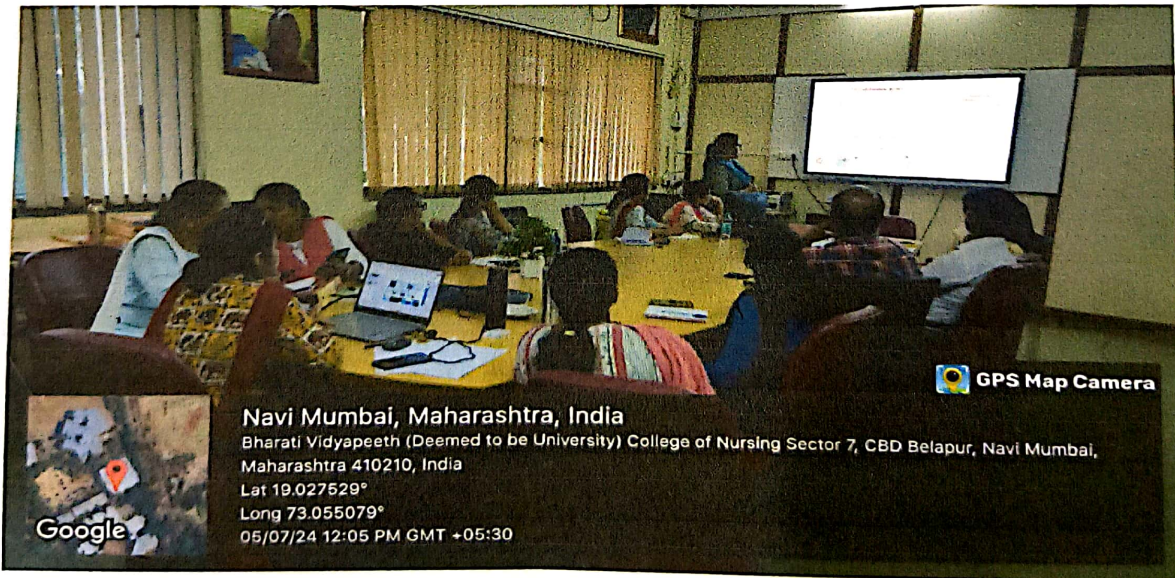 GPS Map Camera
Navi Mumbai, Maharashtra, India
Bharati Vidyapeeth (Deemed to be University) College of Nursing Sector 7, CBD Belapur, Navi Mumbai,
Maharashtra 410210, India
Lat 19.027529°
Long 73.055079°
05/07/24 12:05 PM GMT +05:30
Google